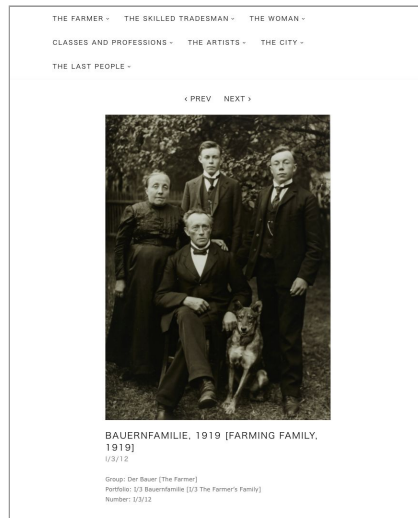 THE FARMER THE SKILLED TRADESMAN THE WOMAN
CLASSES AND PROFESSIONS THE ARTISTS THE CITY
THE LAST PEOPLE
‹ PREV NEXT ›
BAUERNFAMILIE, 1919 [FARMING FAMILY,
1919]
I/3/12
Group: Der Bauer [The Farmer]
Portfolio: I/3 Bauernfamilie [I/3 The Farmer's Family]
Number: I/3/12